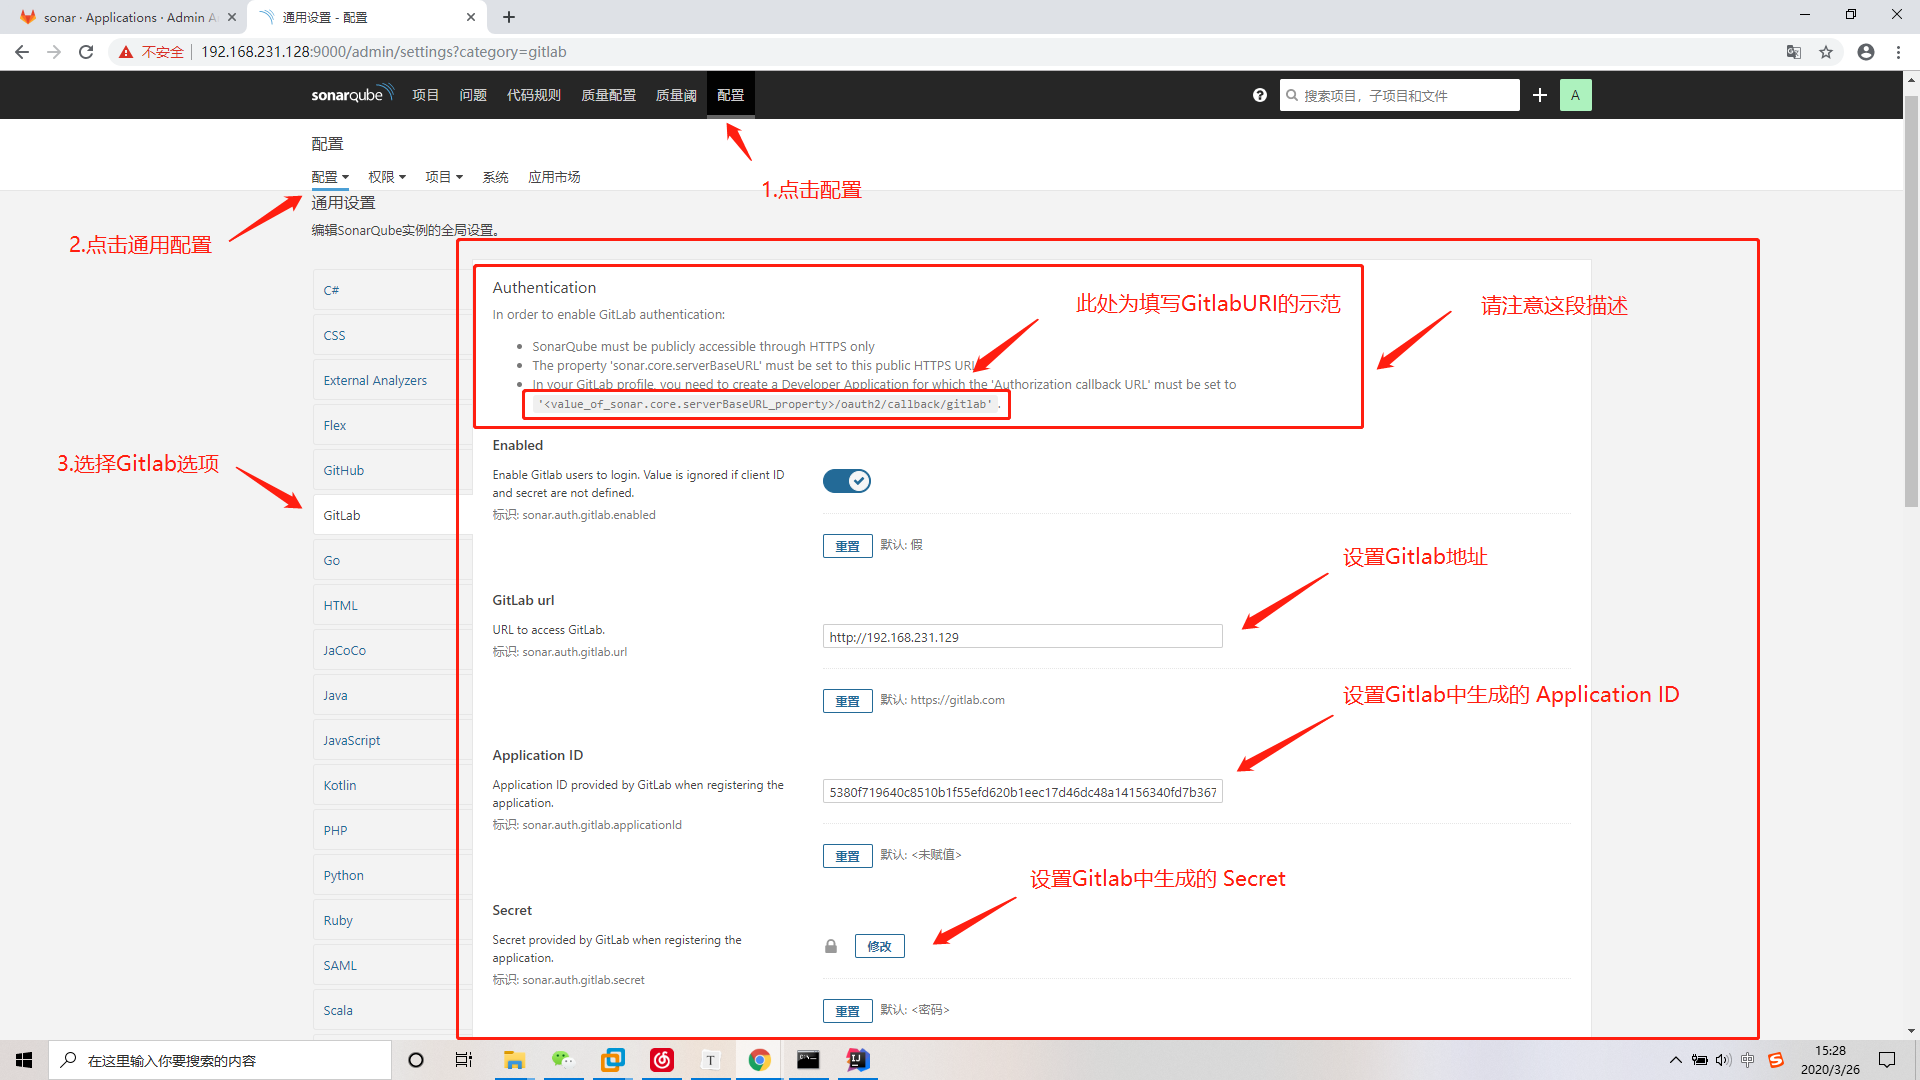 sonar · Applications · Admin A
通用设置 - 配置
不安全
192.168.231.128:9000/admin/settings?category=gitlab
sonarqube
项目
问题
代码规则
质量配置
质量阈
配置
搜索项目，子项目和文件
A
配置
配置
权限
项目
系统
应用市场
1.点击配置
通用设置
2.点击通用配置
编辑SonarQube实例的全局设置。
C#
CSS
External Analyzers
Flex
GitHub
3.选择Gitlab选项
GitLab
Go
HTML
JaCoCo
Java
JavaScript
Kotlin
PHP
Python
Ruby
SAML
Scala
Authentication
In order to enable GitLab authentication:
此处为填写GitlabURI的示范
请注意这段描述
SonarQube must be publicly accessible through HTTPS only
The property 'sonar.core.serverBaseURL' must be set to this public HTTPS URL
In your GitLab profile, you need to create a Developer Application for which the 'Authorization callback URL' must be set to
'<value_of_sonar.core.serverBaseURL_property>/oauth2/callback/gitlab'.
Enabled
Enable Gitlab users to login. Value is ignored if client ID
and secret are not defined.
标识: sonar.auth.gitlab.enabled
重置
默认: 假
设置Gitlab地址
GitLab url
URL to access GitLab.
标识: sonar.auth.gitlab.url
http://192.168.231.129
重置
默认: https://gitlab.com
设置Gitlab中生成的 Application ID
Application ID
Application ID provided by GitLab when registering the
application.
标识: sonar.auth.gitlab.applicationId
5380f719640c8510b1f55efd620b1eec17d46dc48a14156340fd7b367
重置
默认: <未赋值>
设置Gitlab中生成的 Secret
Secret
Secret provided by GitLab when registering the
application.
标识: sonar.auth.gitlab.secret
修改
重置
默认: <密码>
在这里输入你要搜索的内容
T
IJ
中
S
15:28
2020/3/26